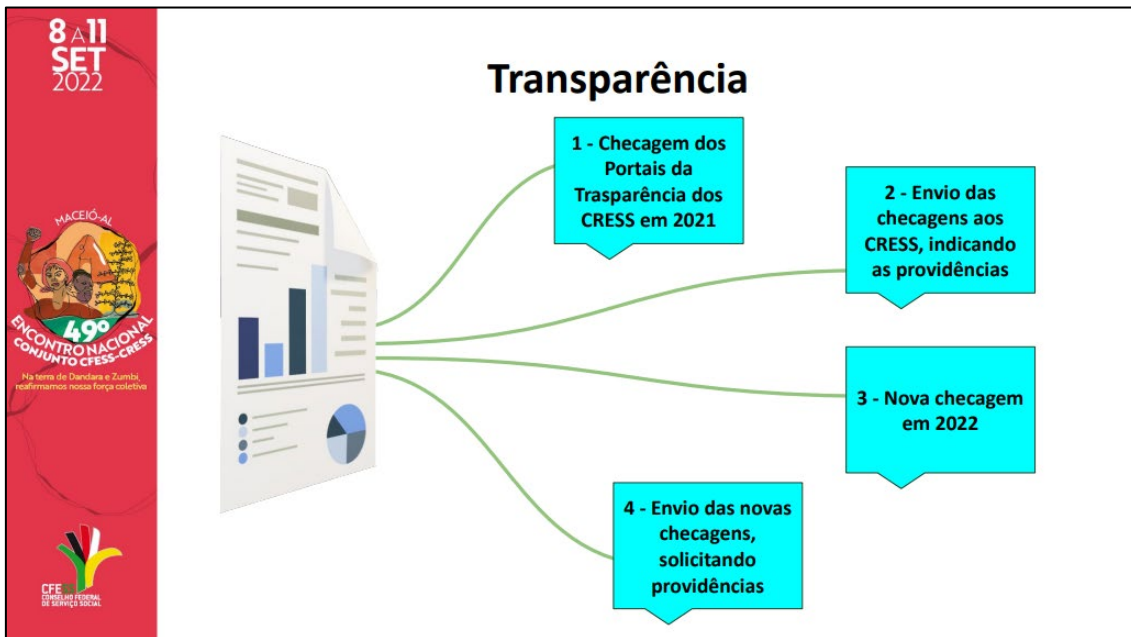 8 A 11
SET
2022
MACEIÓ-AL
49º
ENCONTRO NACIONAL
CONJUNTO CFESS-CRESS
Na terra de Dandara e Zumbi,
reafirmamos nossa força coletiva
CFESS
CONSELHO FEDERAL
DE SERVIÇO SOCIAL
Transparência
1 - Checagem dos
Portais da
Trasparência dos
CRESS em 2021
2 - Envio das
checagens aos
CRESS, indicando
as providências
3 - Nova checagem
em 2022
4 - Envio das novas
checagens,
solicitando
providências